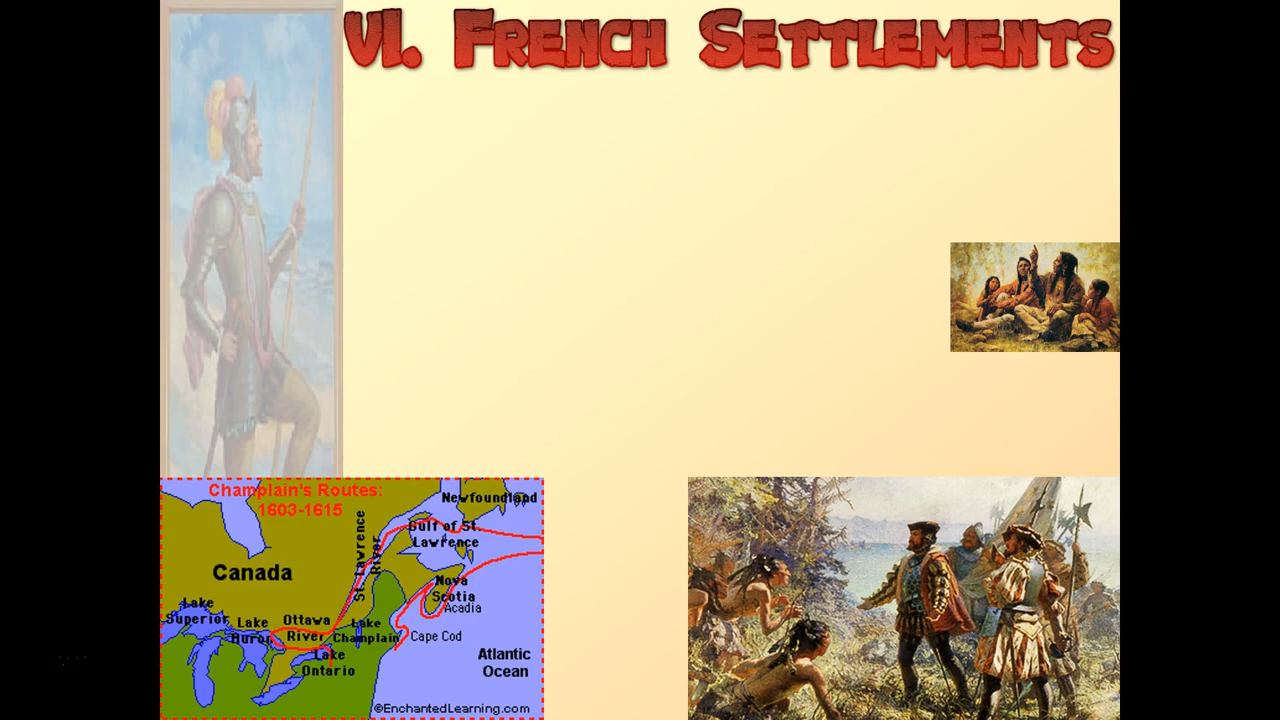 VI. French Settlements
Champlain's Routes:
1603-1615
Newfoundland
Gulf of St.
Lawrence
St. Lawrence
River
Canada
Nova
Scotia
Acadia
Lake
Superior
Lake
Huron
Ottawa
River
Lake
Champlain
Cape Cod
Lake
Ontario
Atlantic
Ocean
©EnchantedLearning.com